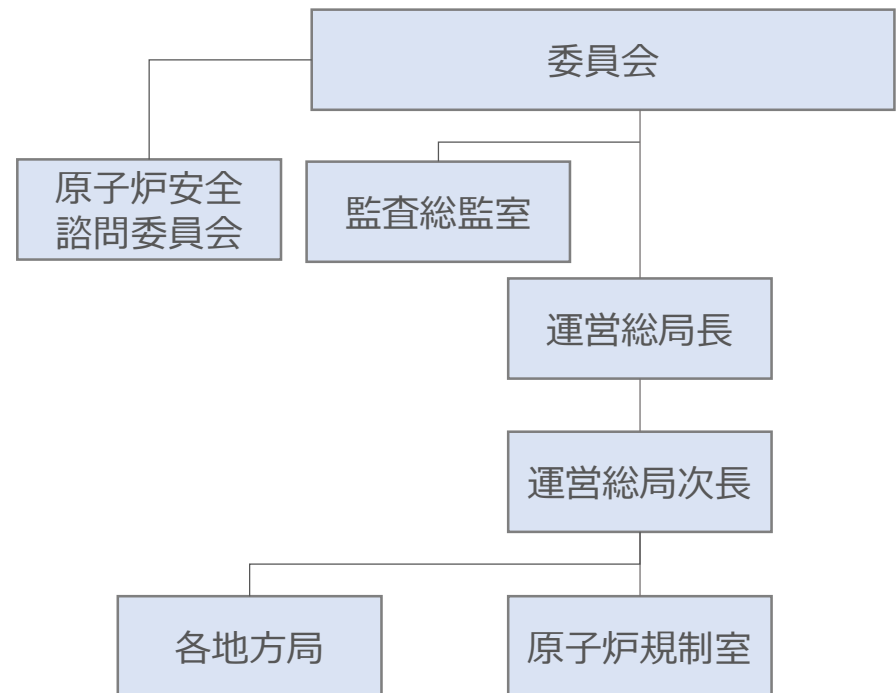 委員会
原子炉安全
諮問委員会
監査総監室
運営総局長
運営総局次長
各地方局
原子炉規制室